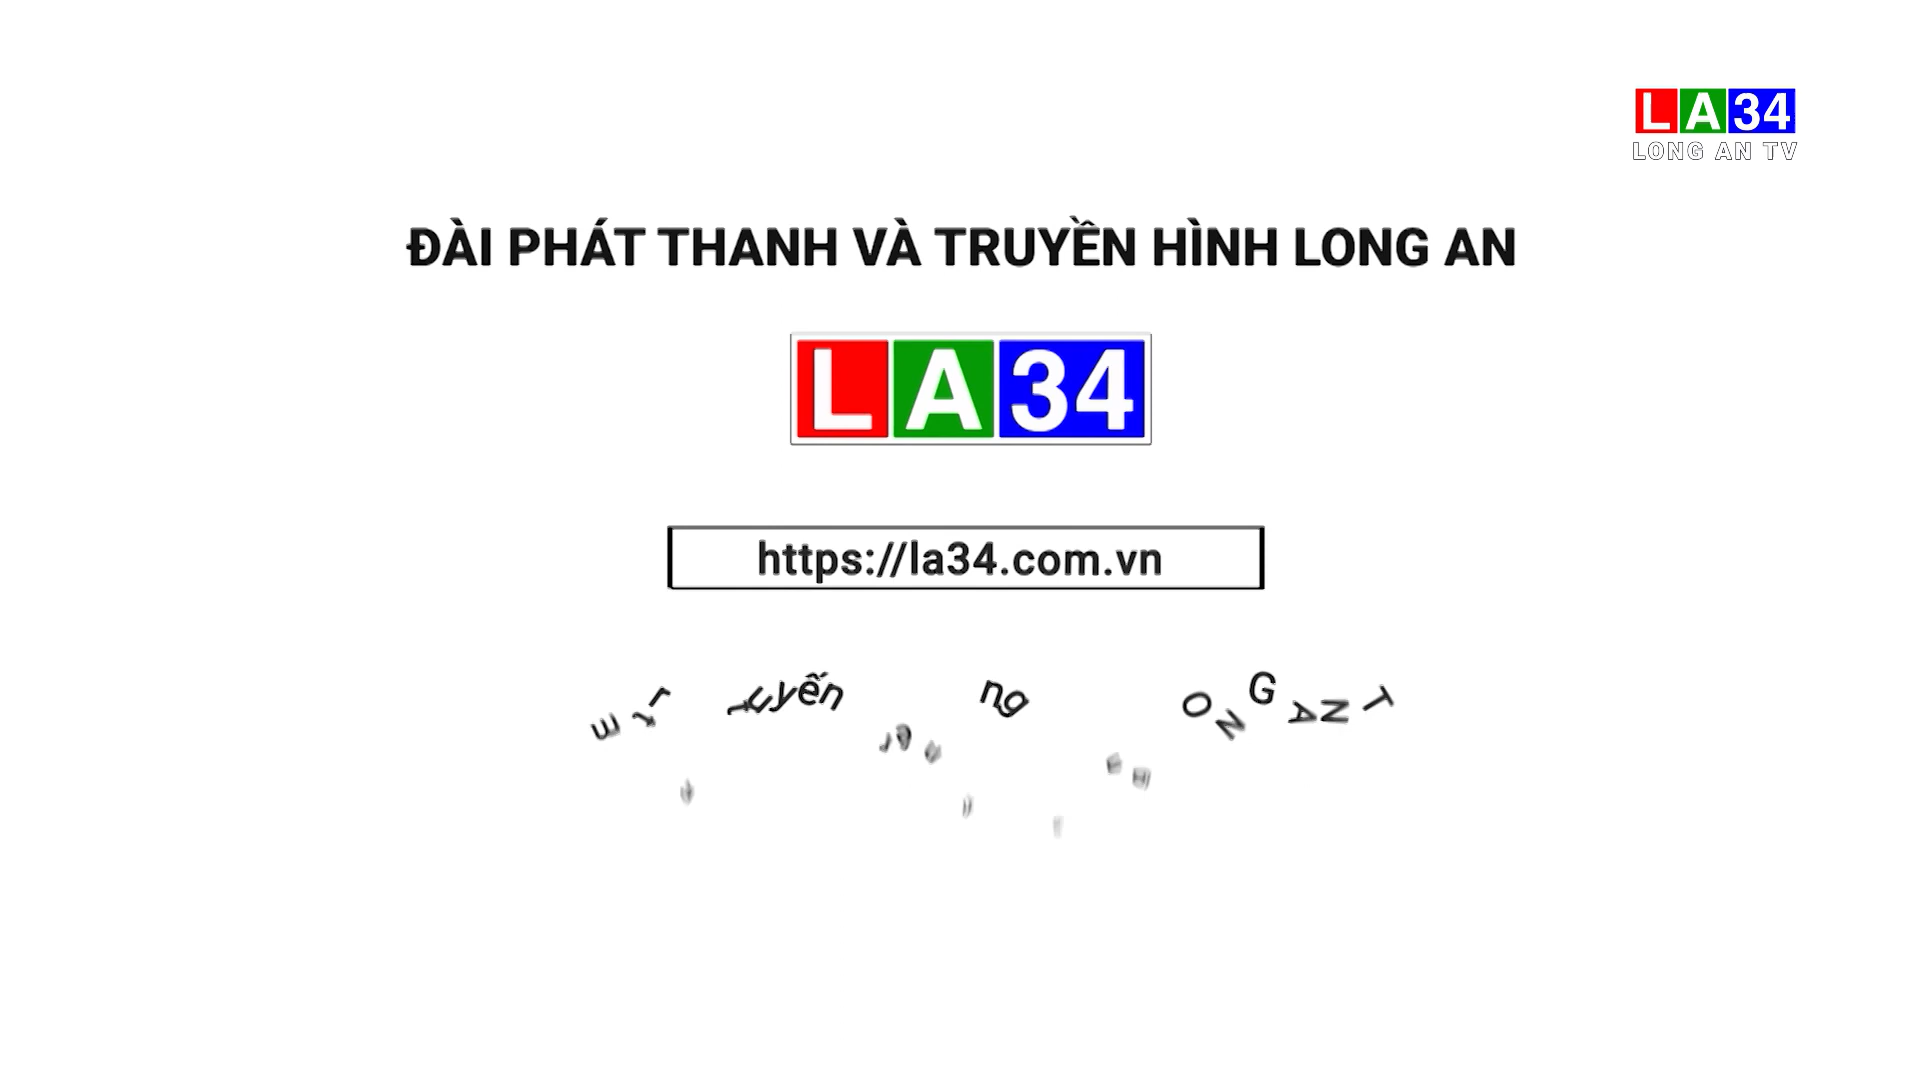 LA34
LONG AN TV
ĐÀI PHÁT THANH VÀ TRUYỀN HÌNH LONG AN
LA34
https://la34.com.vn